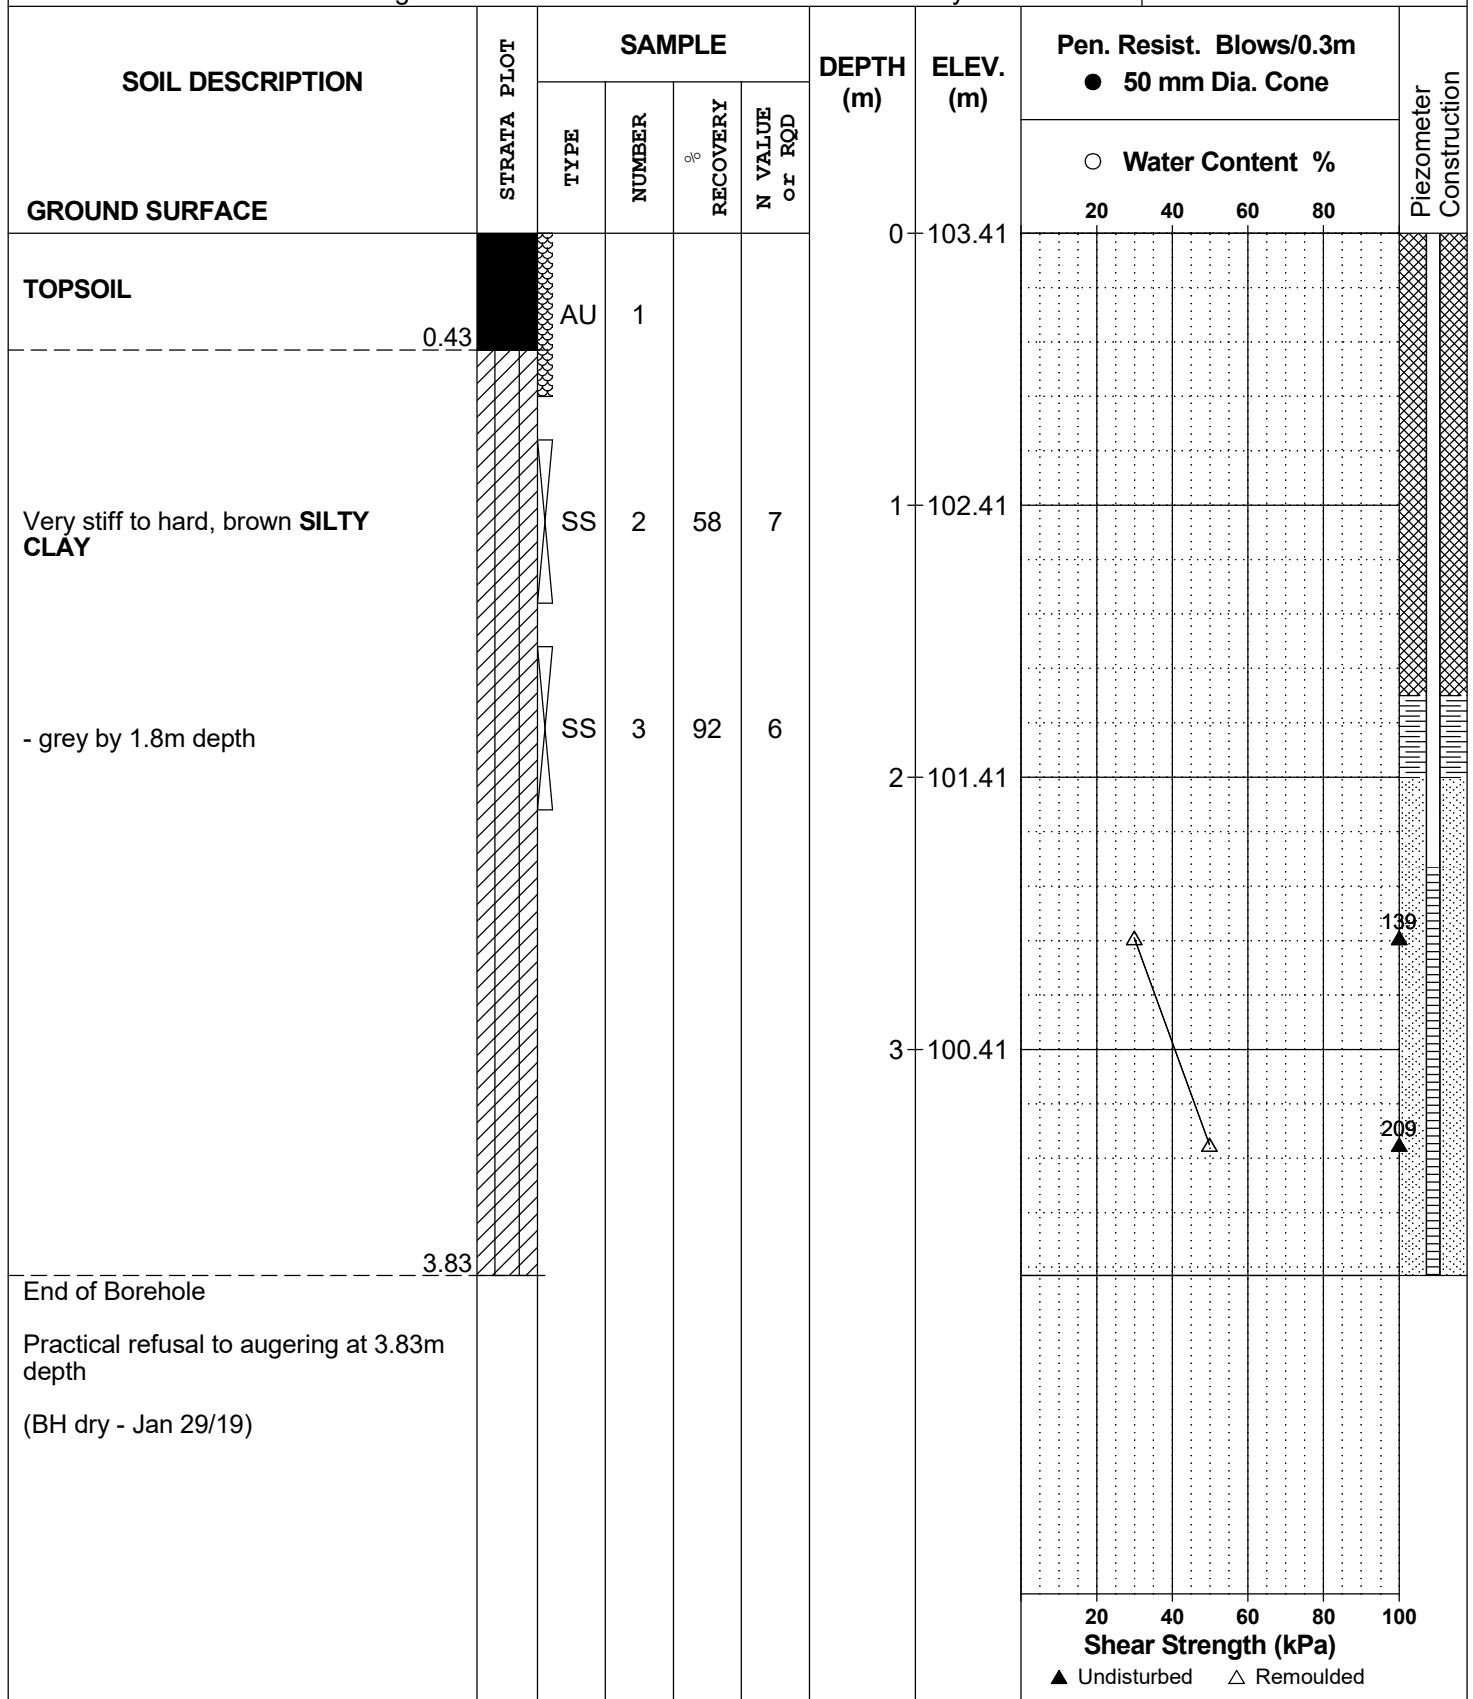 SOIL DESCRIPTION
GROUND SURFACE
STRATA PLOT
SAMPLE
TYPE
NUMBER
% RECOVERY
N VALUE or RQD
DEPTH (m)
ELEV. (m)
Pen. Resist. Blows/0.3m
● 50 mm Dia. Cone
○ Water Content %
20 40 60 80
Piezometer Construction
0 103.41
TOPSOIL
0.43
AU 1
Very stiff to hard, brown SILTY
CLAY
SS 2 58 7
1 102.41
- grey by 1.8m depth
SS 3 92 6
2 101.41
139
3 100.41
209
3.83
End of Borehole
Practical refusal to augering at 3.83m
depth
(BH dry - Jan 29/19)
20 40 60 80 100
Shear Strength (kPa)
▲ Undisturbed △ Remoulded